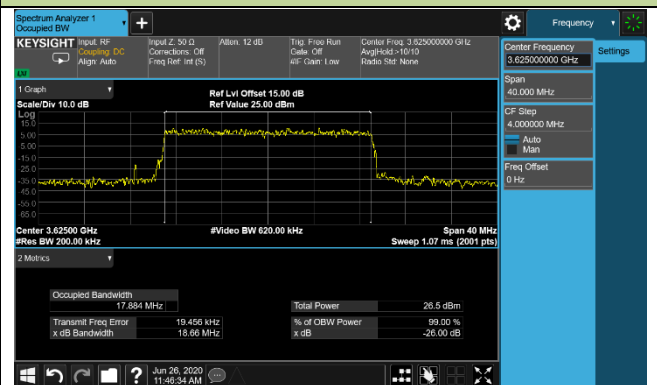 Spectrum Analyzer 1
Occupied BW
Frequency
KEYSIGHT
Input: RF
Coupling: DC
Align: Auto
Input Z: 50 Ω
Corrections: Off
Freq Ref: Int (S)
Atten: 12 dB
Trig: Free Run
Gate: Off
#IF Gain: Low
Center Freq: 3.625000000 GHz
Avg|Hold:>10/10
Radio Std: None
Center Frequency
3.625000000 GHz
Settings
Span
40.000 MHz
CF Step
4.000000 MHz
Auto
Man
Freq Offset
0 Hz
1 Graph
Scale/Div 10.0 dB
Ref Lvl Offset 15.00 dB
Ref Value 25.00 dBm
Log
15.0
5.00
-5.00
-15.0
-25.0
-35.0
-45.0
-55.0
-65.0
Center 3.62500 GHz
#Video BW 620.00 kHz
Span 40 MHz
#Res BW 200.00 kHz
Sweep 1.07 ms (2001 pts)
2 Metrics
Occupied Bandwidth
17.884 MHz
Total Power
26.5 dBm
Transmit Freq Error
19.456 kHz
% of OBW Power
99.00 %
x dB Bandwidth
18.66 MHz
x dB
-26.00 dB
Jun 26, 2020
11:46:34 AM